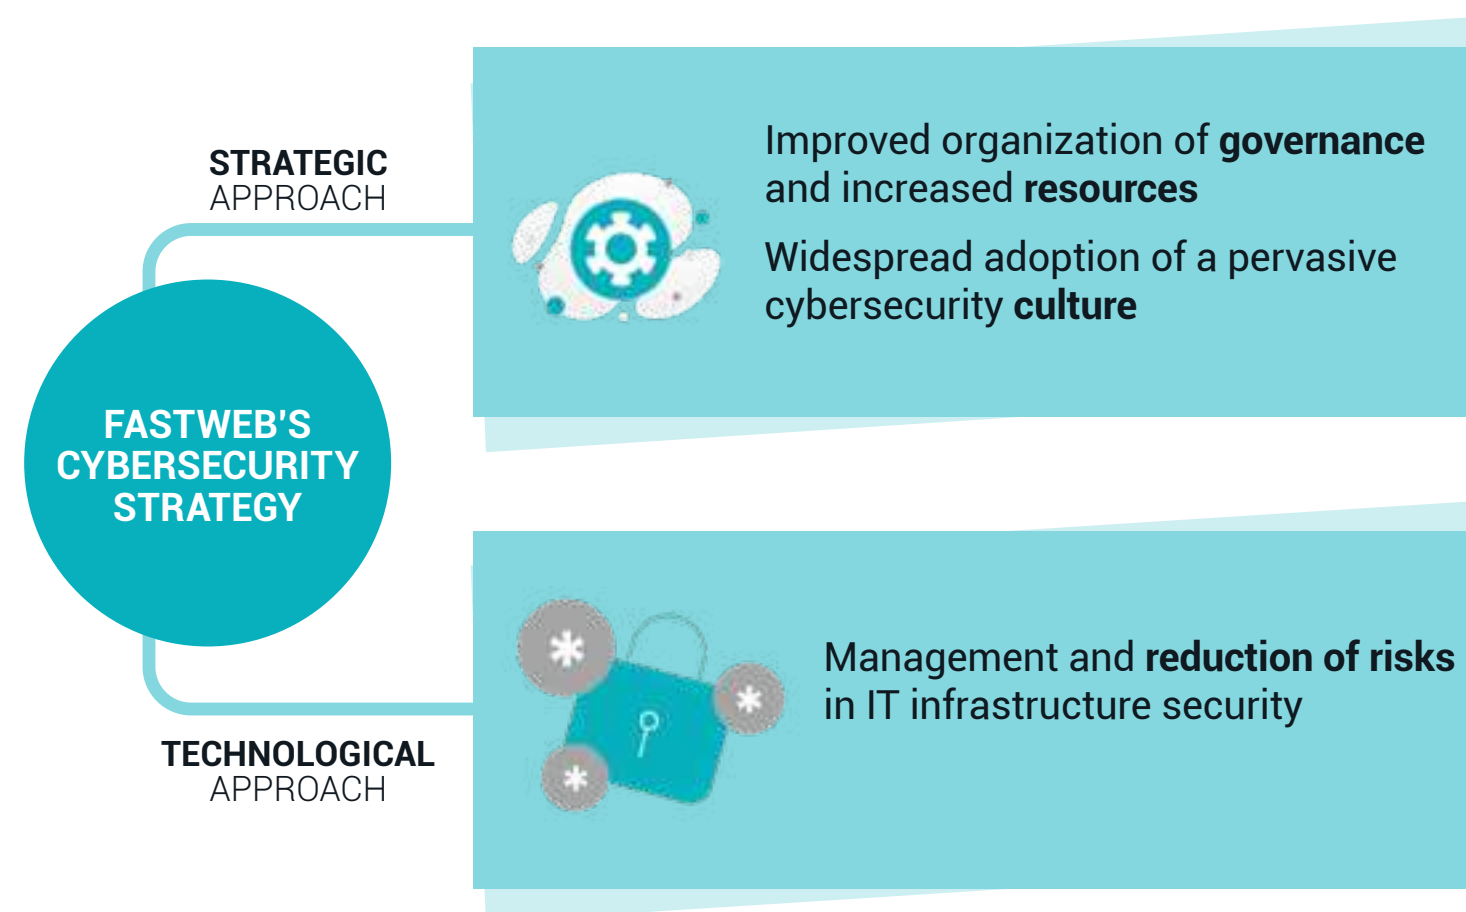 STRATEGIC
APPROACH
Improved organization of governance
and increased resources
Widespread adoption of a pervasive
cybersecurity culture
FASTWEB'S
CYBERSECURITY
STRATEGY
Management and reduction of risks
in IT infrastructure security
TECHNOLOGICAL
APPROACH